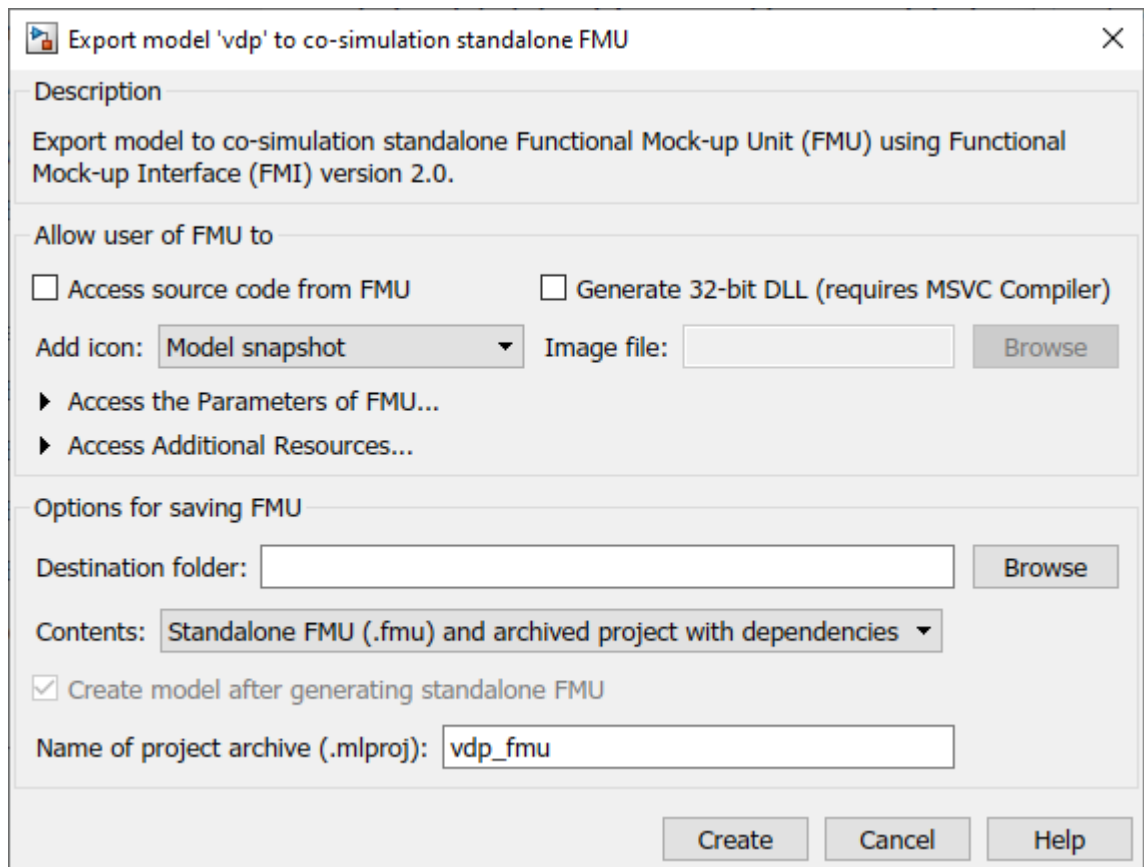 Export model 'vdp' to co-simulation standalone FMU
Description
Export model to co-simulation standalone Functional Mock-up Unit (FMU) using Functional
Mock-up Interface (FMI) version 2.0.
Allow user of FMU to
Access source code from FMU Generate 32-bit DLL (requires MSVC Compiler)
Add icon: Model snapshot Image file: Browse
Access the Parameters of FMU...
Access Additional Resources...
Options for saving FMU
Destination folder: Browse
Contents: Standalone FMU (.fmu) and archived project with dependencies
Create model after generating standalone FMU
Name of project archive (.mlproj): vdp_fmu
Create Cancel Help